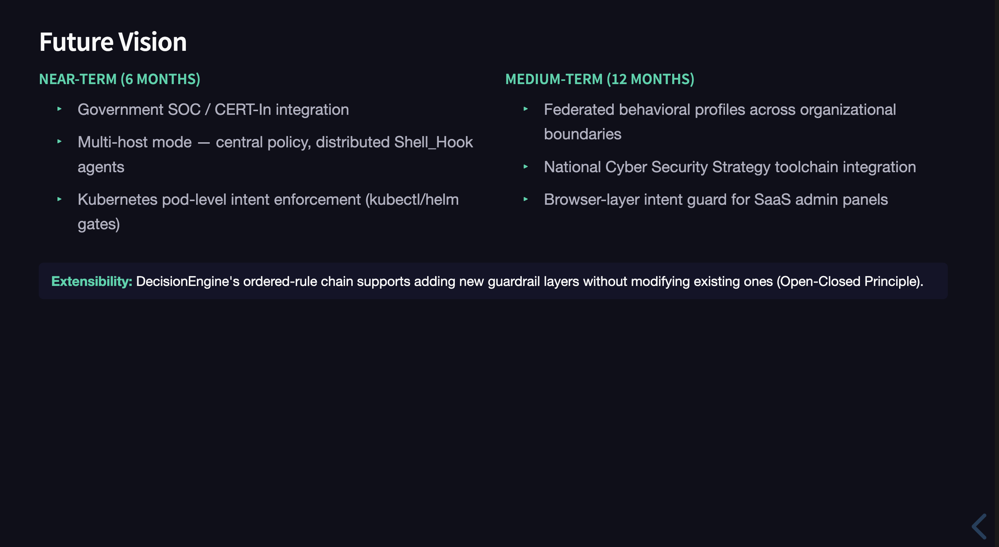 Future Vision
NEAR-TERM (6 MONTHS)
‣ Government SOC / CERT-In integration
‣ Multi-host mode — central policy, distributed Shell_Hook
agents
‣ Kubernetes pod-level intent enforcement (kubectl/helm
gates)
MEDIUM-TERM (12 MONTHS)
‣ Federated behavioral profiles across organizational
boundaries
‣ National Cyber Security Strategy toolchain integration
‣ Browser-layer intent guard for SaaS admin panels
Extensibility: DecisionEngine's ordered-rule chain supports adding new guardrail layers without modifying existing ones (Open-Closed Principle).